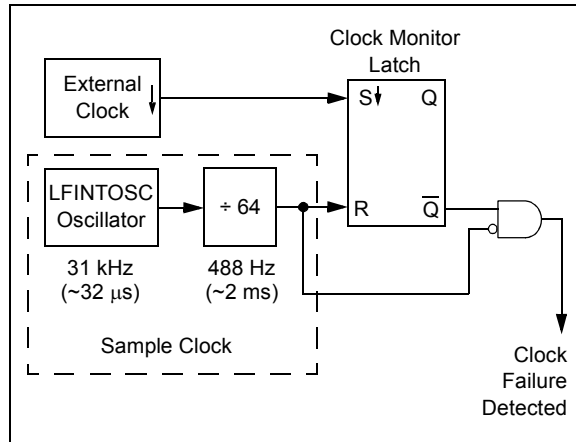 Clock Monitor
Latch
External
Clock
S
Q
LFINTOSC
Oscillator
÷ 64
R
Q̅
31 kHz
(~32 μs)
488 Hz
(~2 ms)
Sample Clock
Clock
Failure
Detected